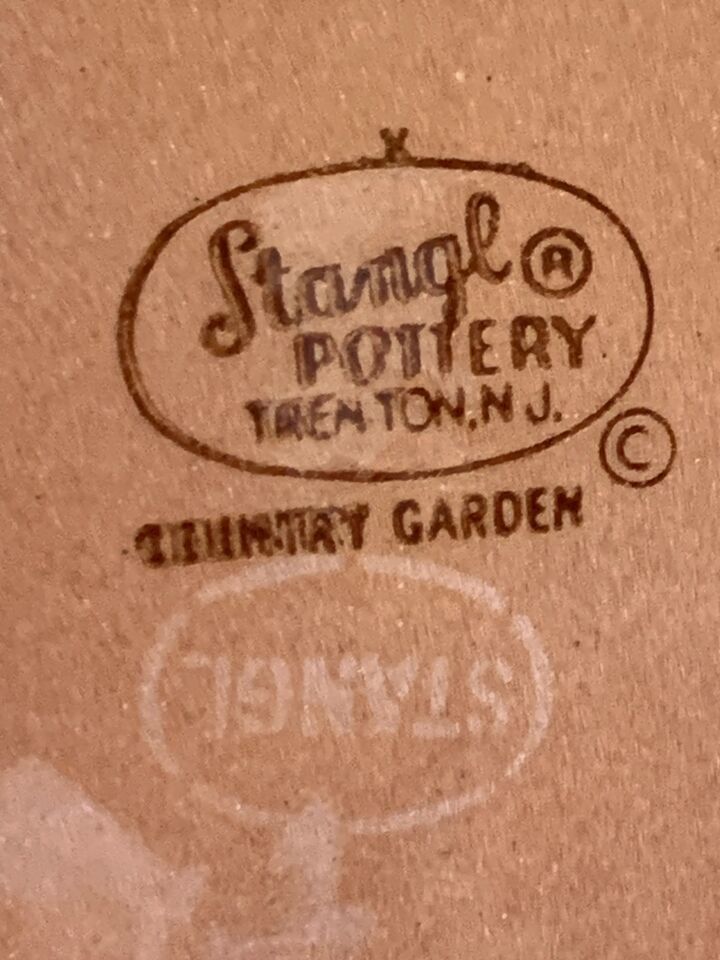 Stangl ®
POTTERY
TRENTON, N.J.
©
COUNTRY GARDEN
STANGL